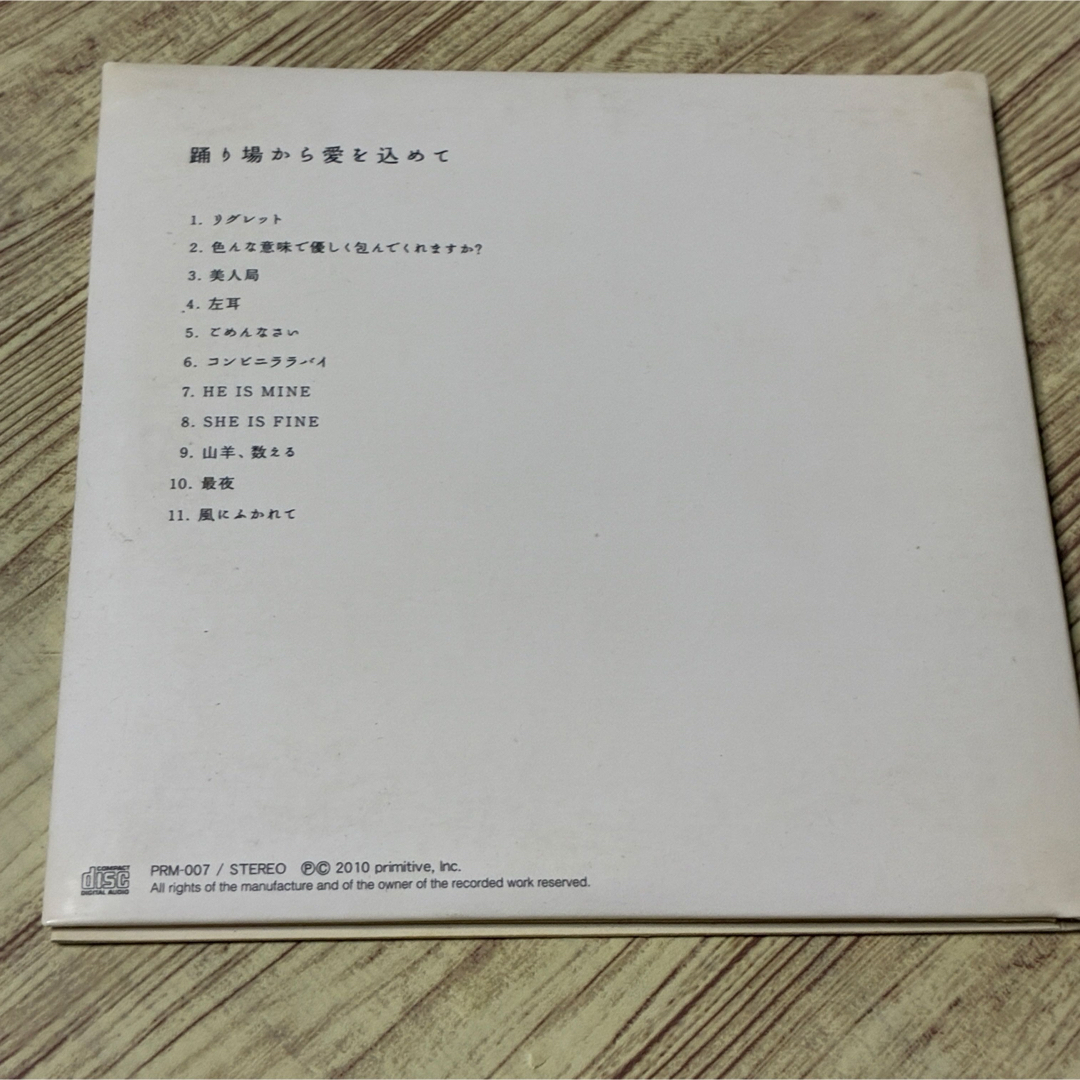 踊り場から愛を込めて
1. リグレット
2. 色んな意味で優しく包んでくれますか?
3. 美人局
4. 左耳
5. ごめんなさい
6. コンビニララバイ
7. HE IS MINE
8. SHE IS FINE
9. 山羊、数える
10. 最夜
11. 風にふかれて
COMPACT
disc
DIGITAL AUDIO
PRM-007 / STEREO ℗© 2010 primitive, Inc.
All rights of the manufacture and of the owner of the recorded work reserved.